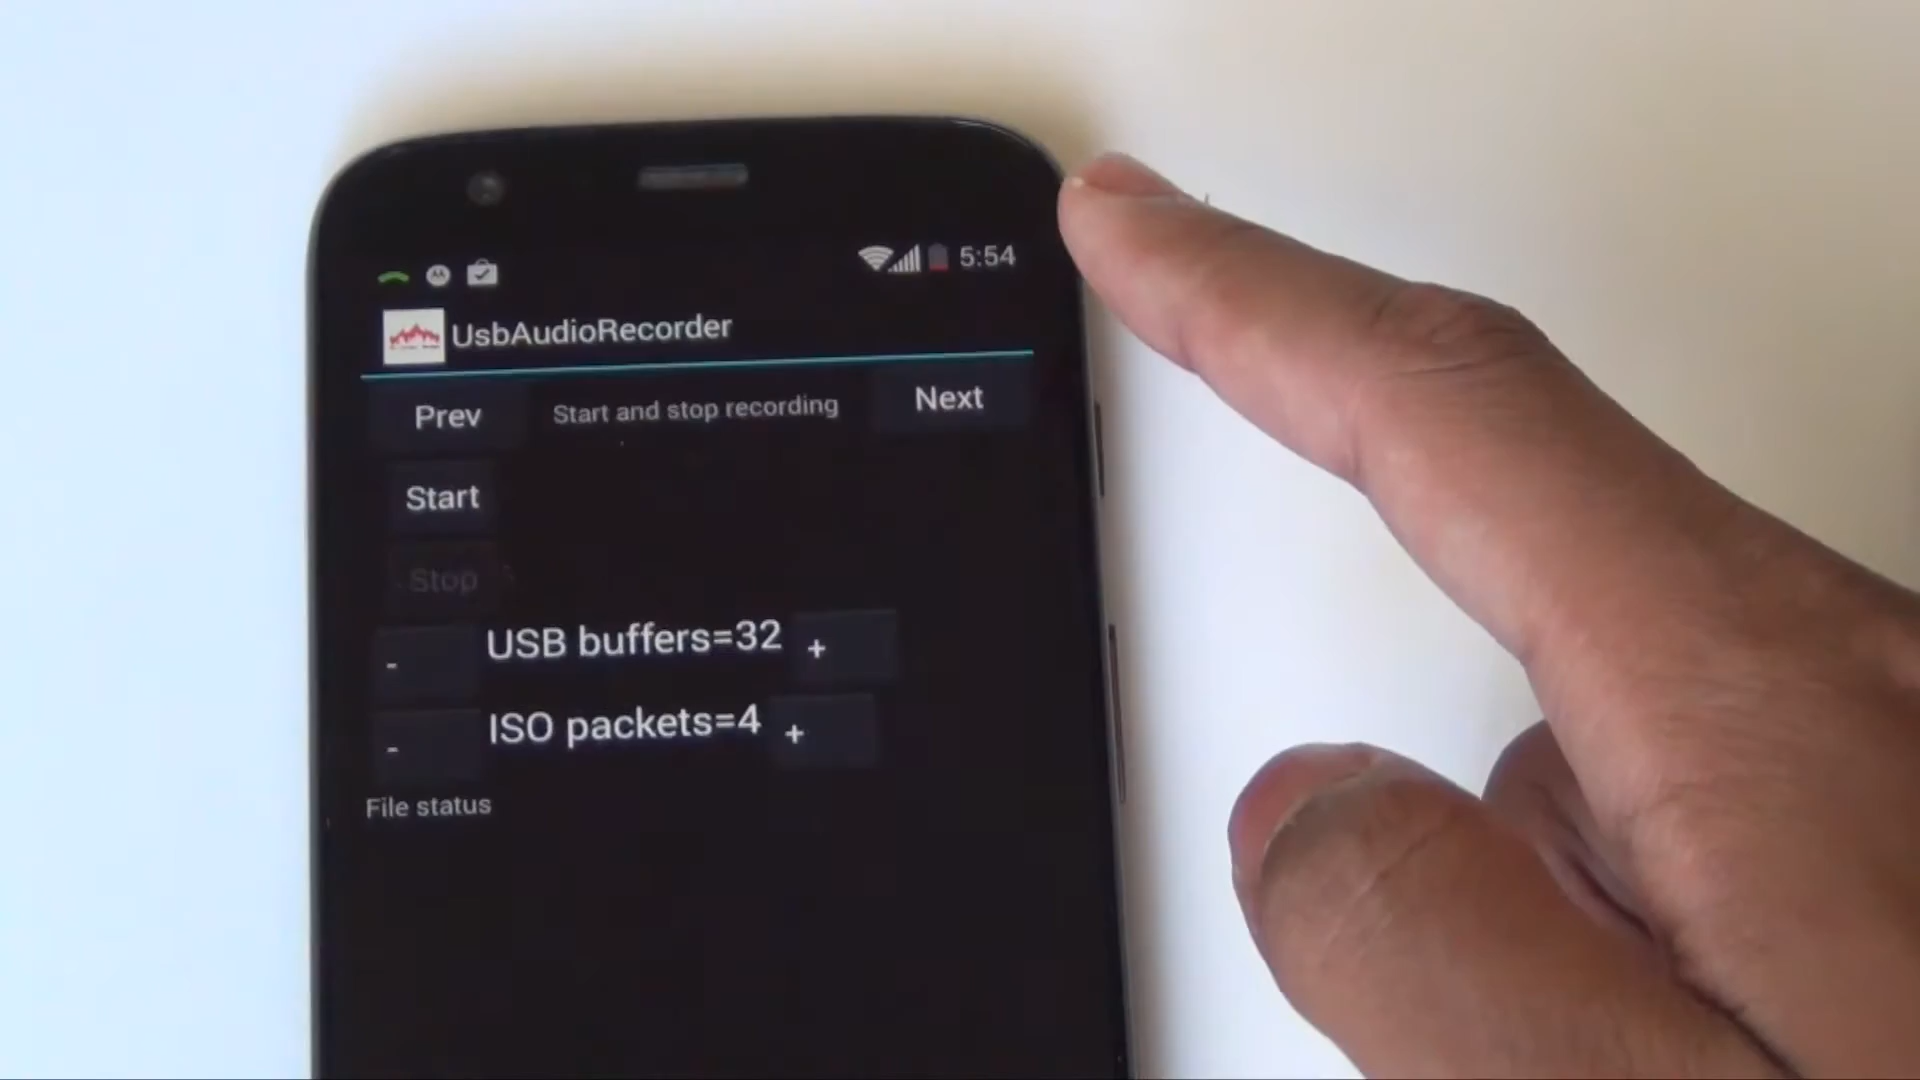 5:54
UsbAudioRecorder
Prev Start and stop recording Next
Start
Stop
- USB buffers=32 +
- ISO packets=4 +
File status